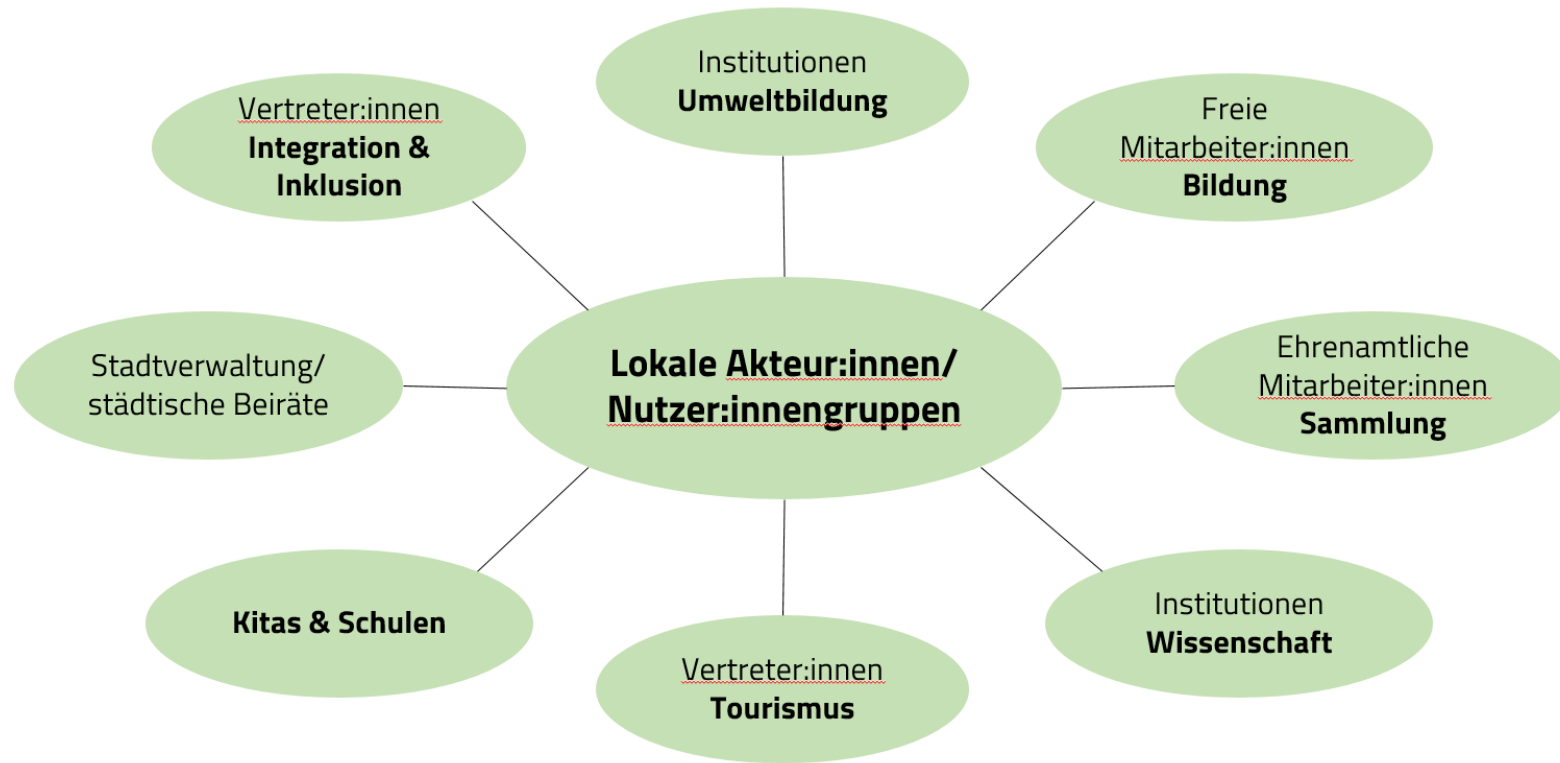 Institutionen
Umweltbildung
Vertreter:innen
Integration &
Inklusion
Freie
Mitarbeiter:innen
Bildung
Stadtverwaltung/
städtische Beiräte
Lokale Akteur:innen/
Nutzer:innengruppen
Ehrenamtliche
Mitarbeiter:innen
Sammlung
Kitas & Schulen
Institutionen
Wissenschaft
Vertreter:innen
Tourismus